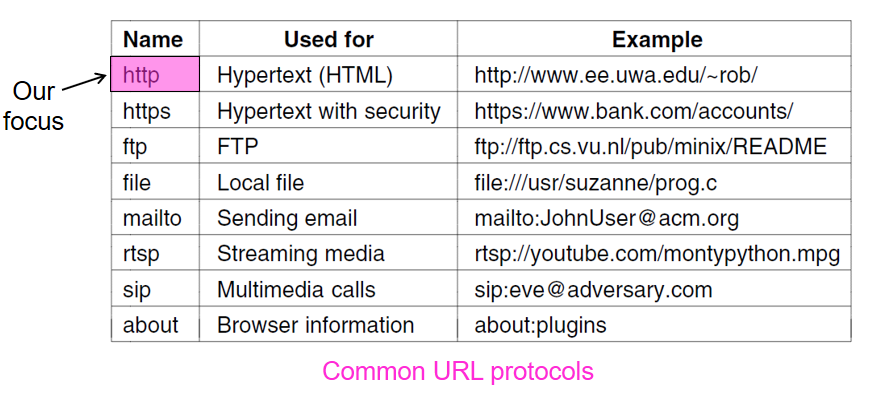 Name Used for Example
Our focus
http Hypertext (HTML) http://www.ee.uwa.edu/~rob/
https Hypertext with security https://www.bank.com/accounts/
ftp FTP ftp://ftp.cs.vu.nl/pub/minix/README
file Local file file:///usr/suzanne/prog.c
mailto Sending email mailto:JohnUser@acm.org
rtsp Streaming media rtsp://youtube.com/montypython.mpg
sip Multimedia calls sip:eve@adversary.com
about Browser information about:plugins
Common URL protocols